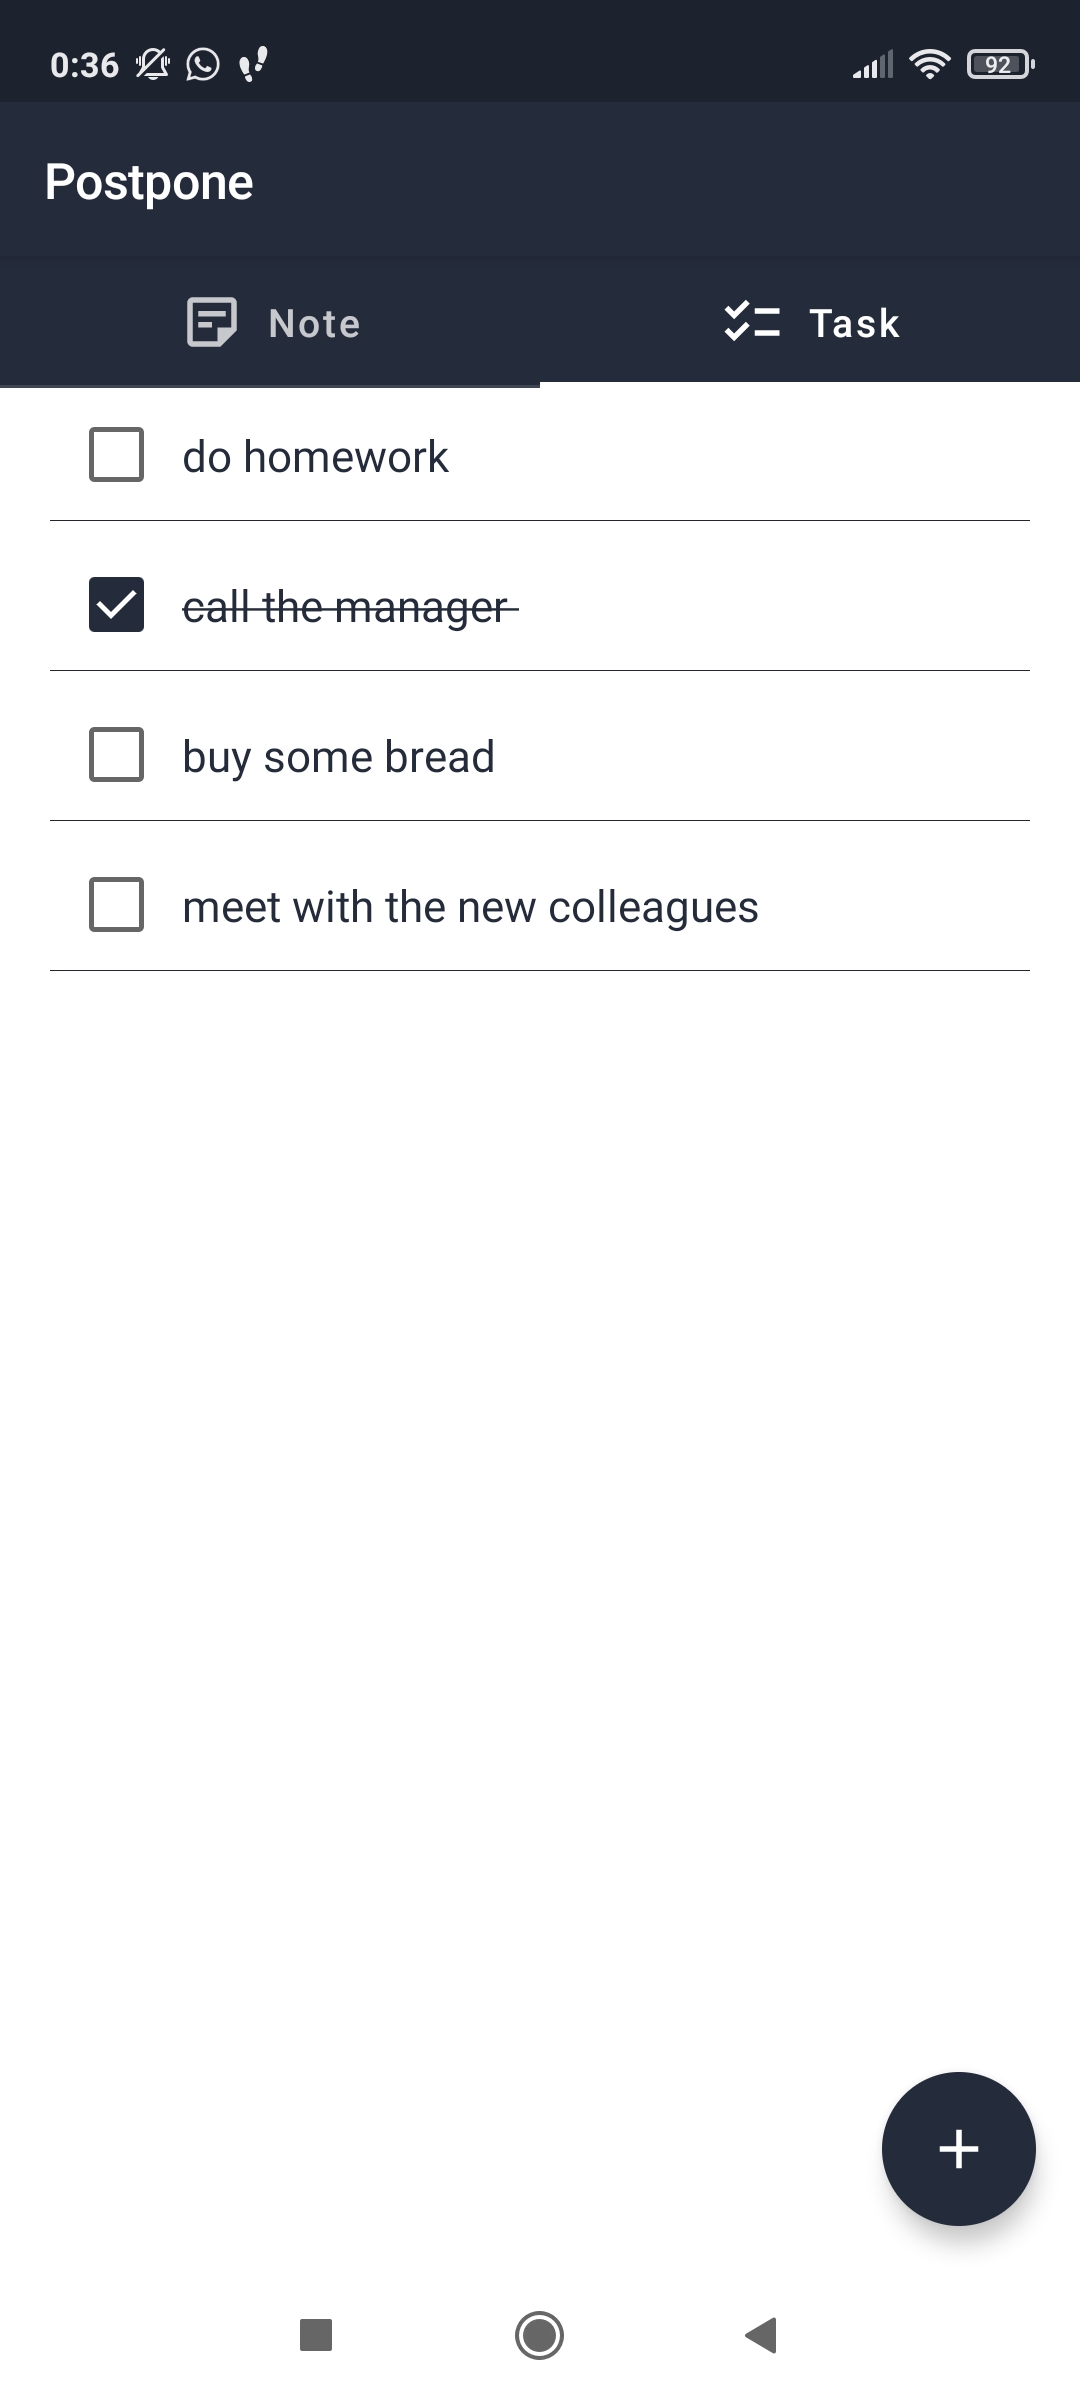 0:36 92
Postpone
Note Task
do homework
call the manager
buy some bread
meet with the new colleagues